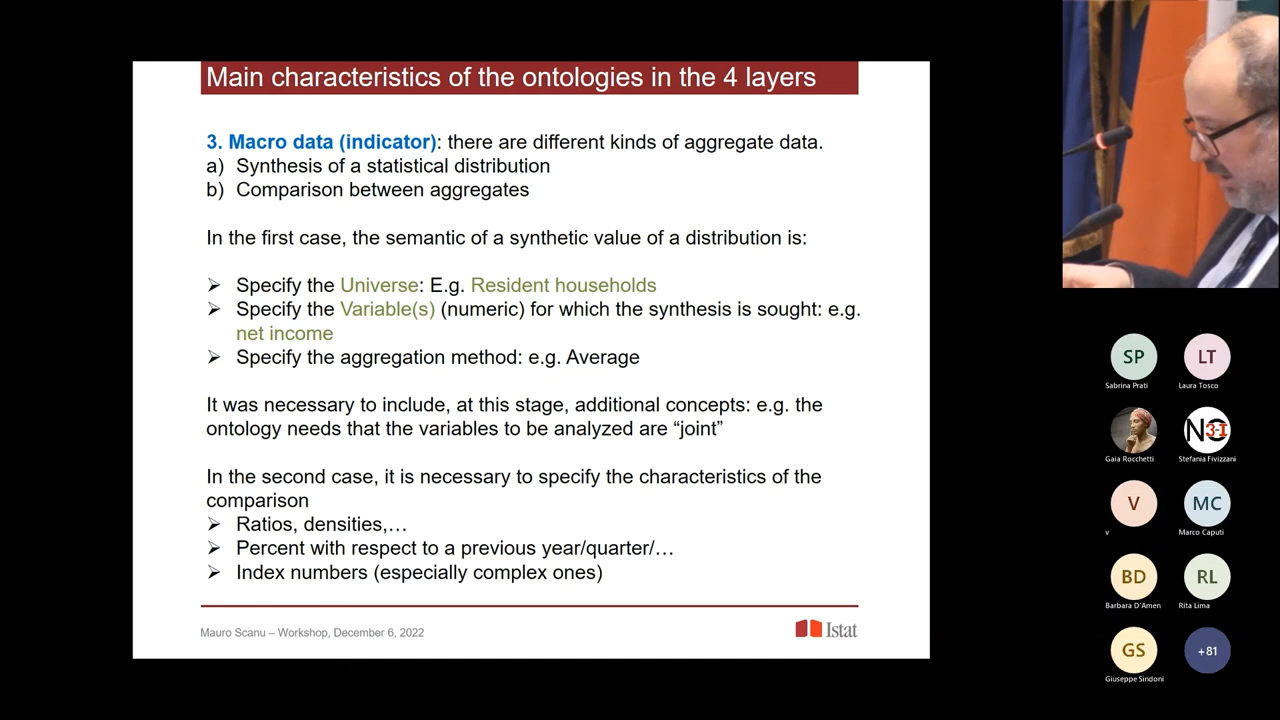 Main characteristics of the ontologies in the 4 layers
3. Macro data (indicator): there are different kinds of aggregate data.
a) Synthesis of a statistical distribution
b) Comparison between aggregates
In the first case, the semantic of a synthetic value of a distribution is:
➢ Specify the Universe: E.g. Resident households
➢ Specify the Variable(s) (numeric) for which the synthesis is sought: e.g.
net income
➢ Specify the aggregation method: e.g. Average
It was necessary to include, at this stage, additional concepts: e.g. the
ontology needs that the variables to be analyzed are “joint”
In the second case, it is necessary to specify the characteristics of the
comparison
➢ Ratios, densities,…
➢ Percent with respect to a previous year/quarter/…
➢ Index numbers (especially complex ones)
Mauro Scanu – Workshop, December 6, 2022
Istat
SP
Sabrina Prati
LT
Laura Tosco
Gaia Rocchetti
N 3-I
Stefania Fivizzani
V
v
MC
Marco Caputi
BD
Barbara D'Amen
RL
Rita Lima
GS
Giuseppe Sindoni
+81